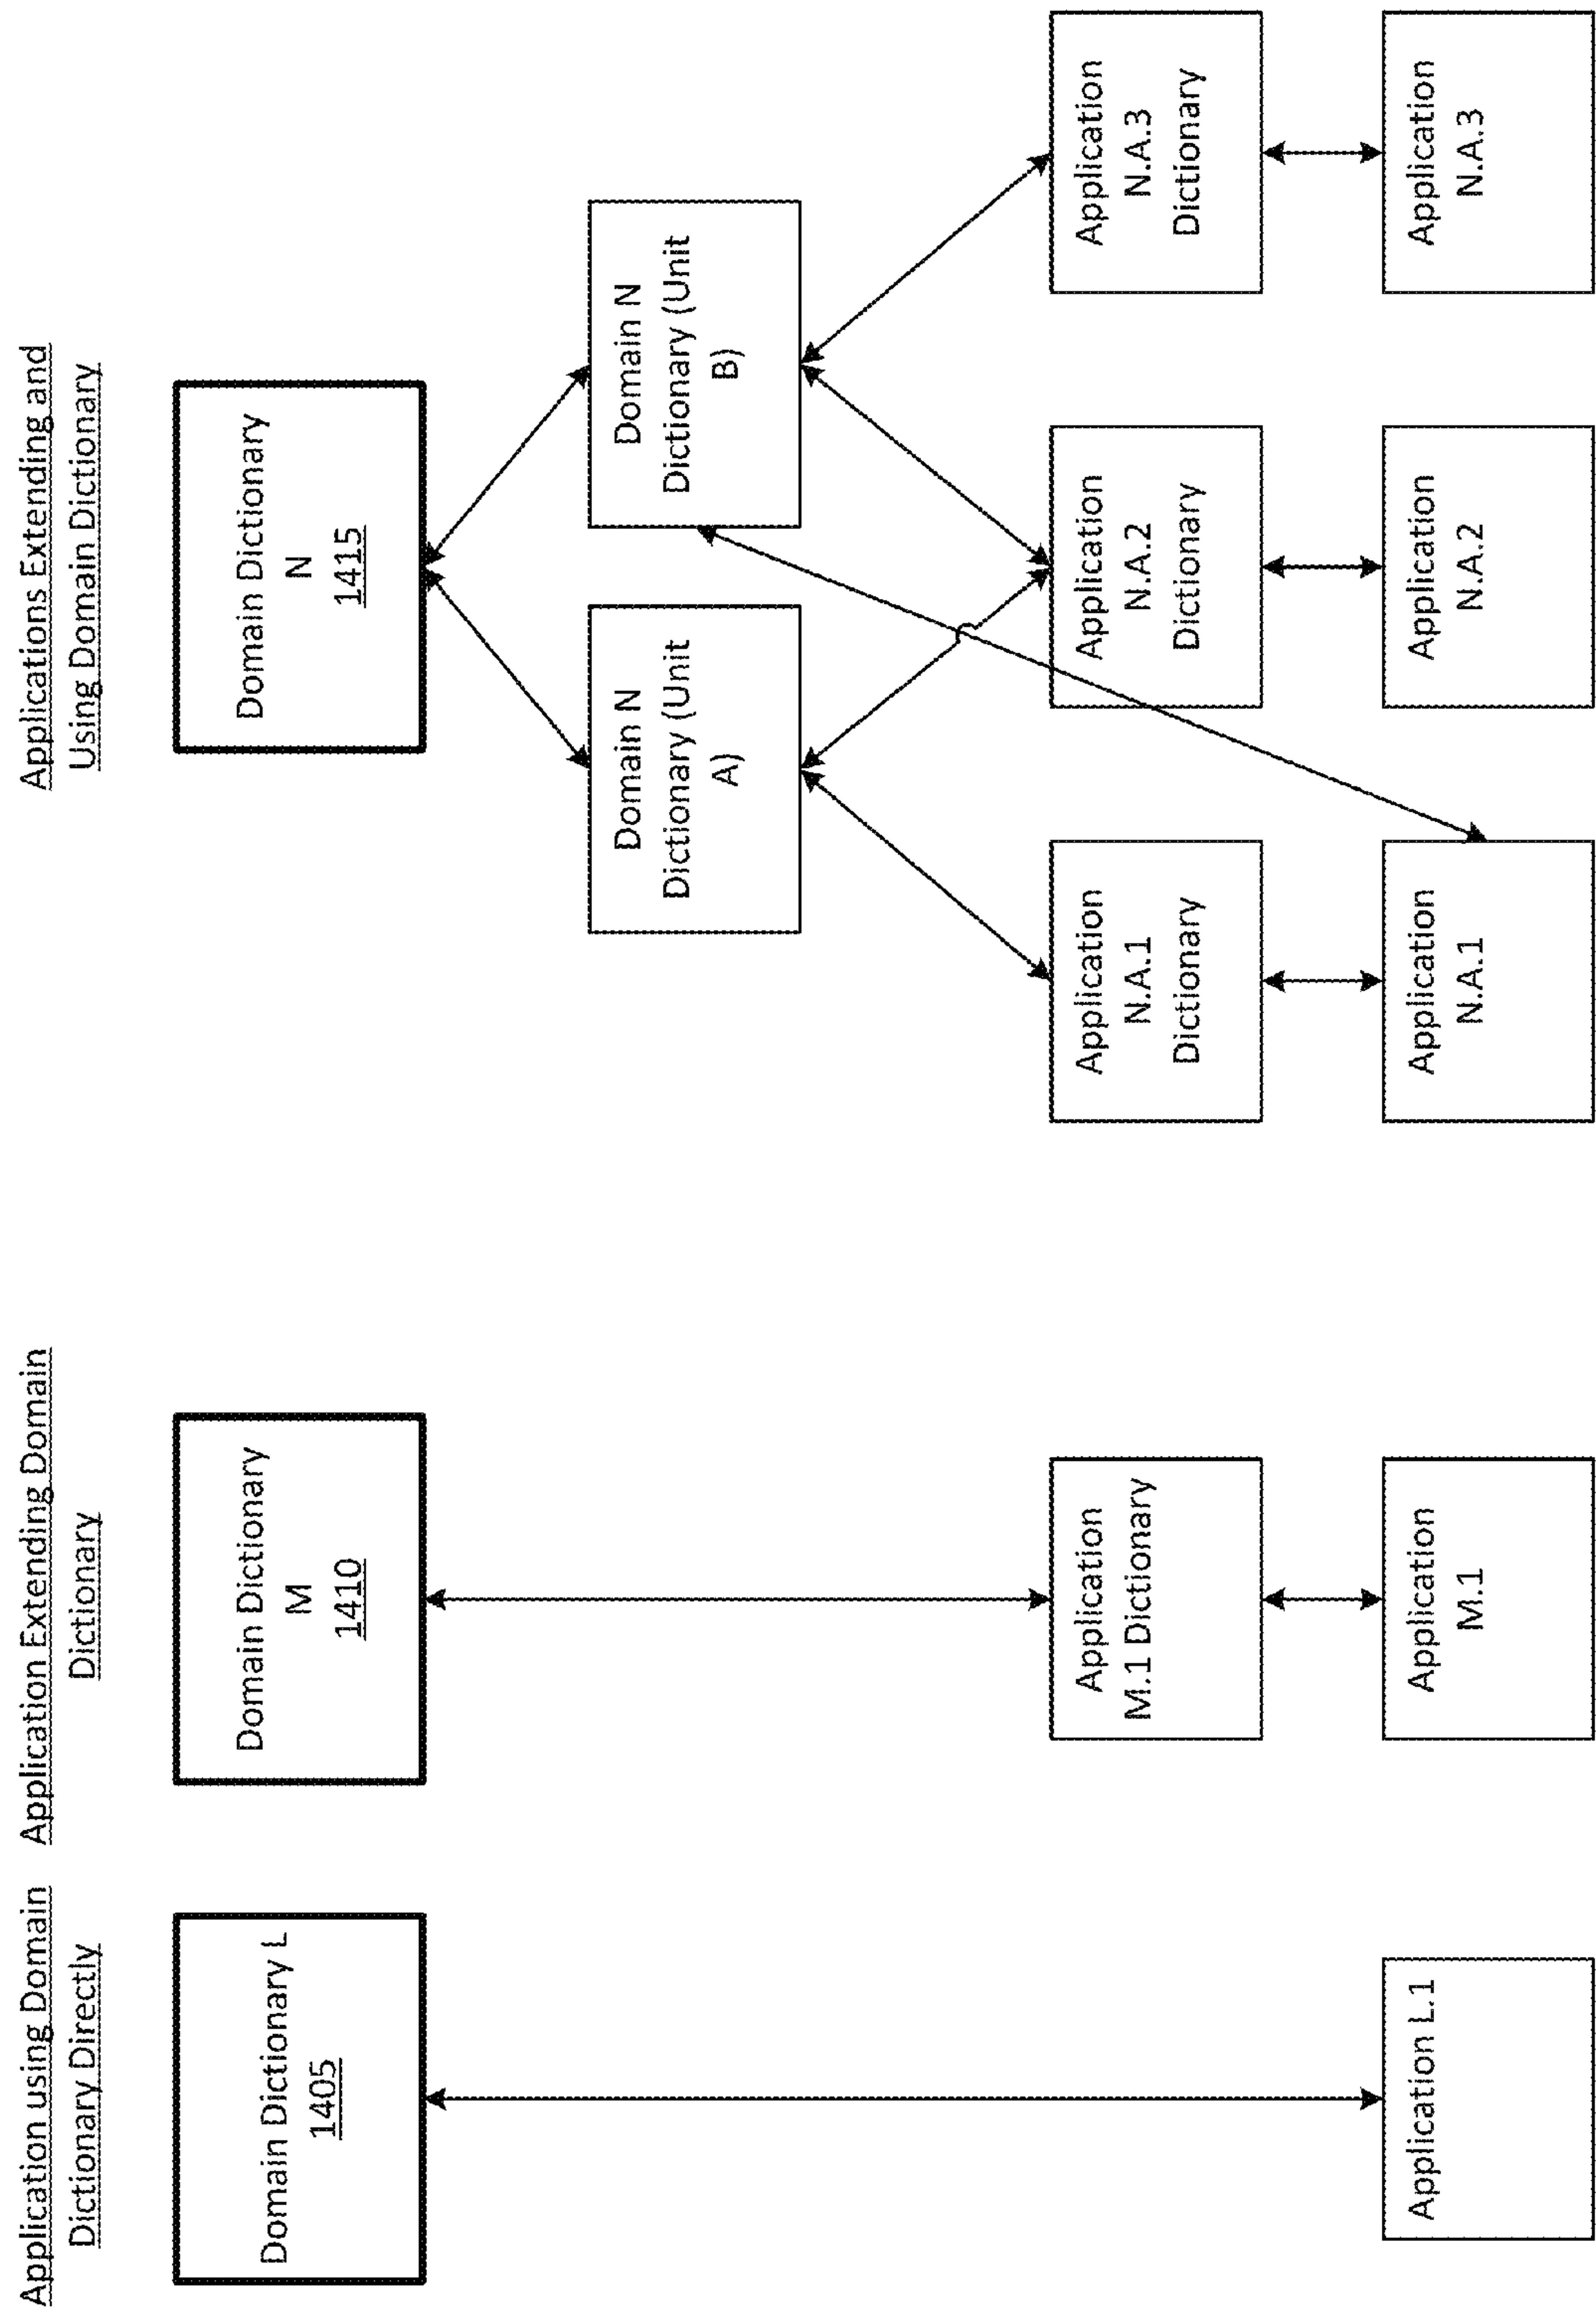 Application using Domain
Dictionary Directly
Application Extending Domain
Dictionary
Applications Extending and
Using Domain Dictionary
Domain Dictionary L
1405
Domain Dictionary
M
1410
Domain Dictionary
N
1415
Domain N
Dictionary (Unit
A)
Domain N
Dictionary (Unit
B)
Application
M.1 Dictionary
Application
N.A.1
Dictionary
Application
N.A.2
Dictionary
Application
N.A.3
Dictionary
Application L.1
Application
M.1
Application
N.A.1
Application
N.A.2
Application
N.A.3